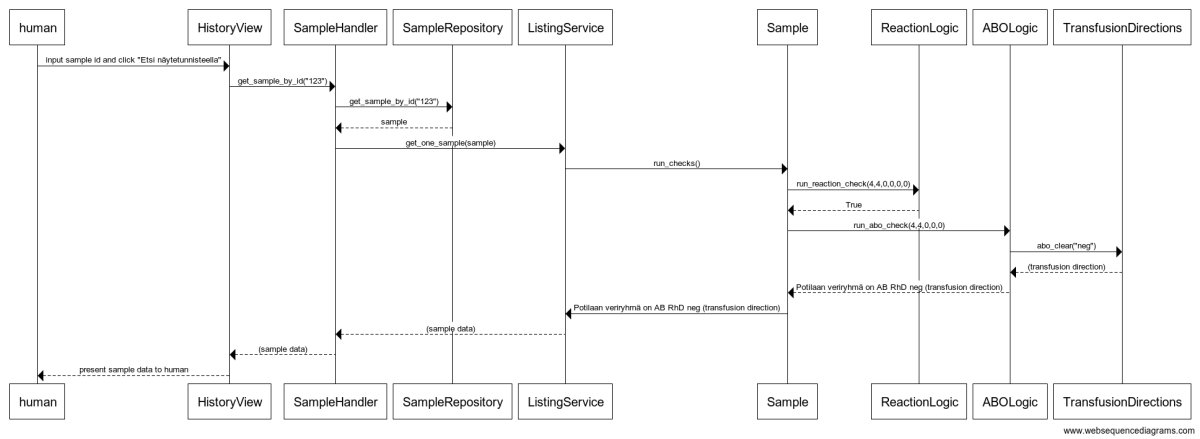 human HistoryView SampleHandler SampleRepository ListingService Sample ReactionLogic ABOLogic TransfusionDirections
input sample id and click "Etsi näytetunnisteella"
get_sample_by_id("123")
get_sample_by_id("123")
sample
get_one_sample(sample)
run_checks()
run_reaction_check(4,4,0,0,0,0)
True
run_abo_check(4,4,0,0,0)
abo_clear("neg")
(transfusion direction)
Potilaan veriryhmä on AB RhD neg (transfusion direction)
Potilaan veriryhmä on AB RhD neg (transfusion direction)
(sample data)
(sample data)
present sample data to human
human HistoryView SampleHandler SampleRepository ListingService Sample ReactionLogic ABOLogic TransfusionDirections
www.websequencediagrams.com